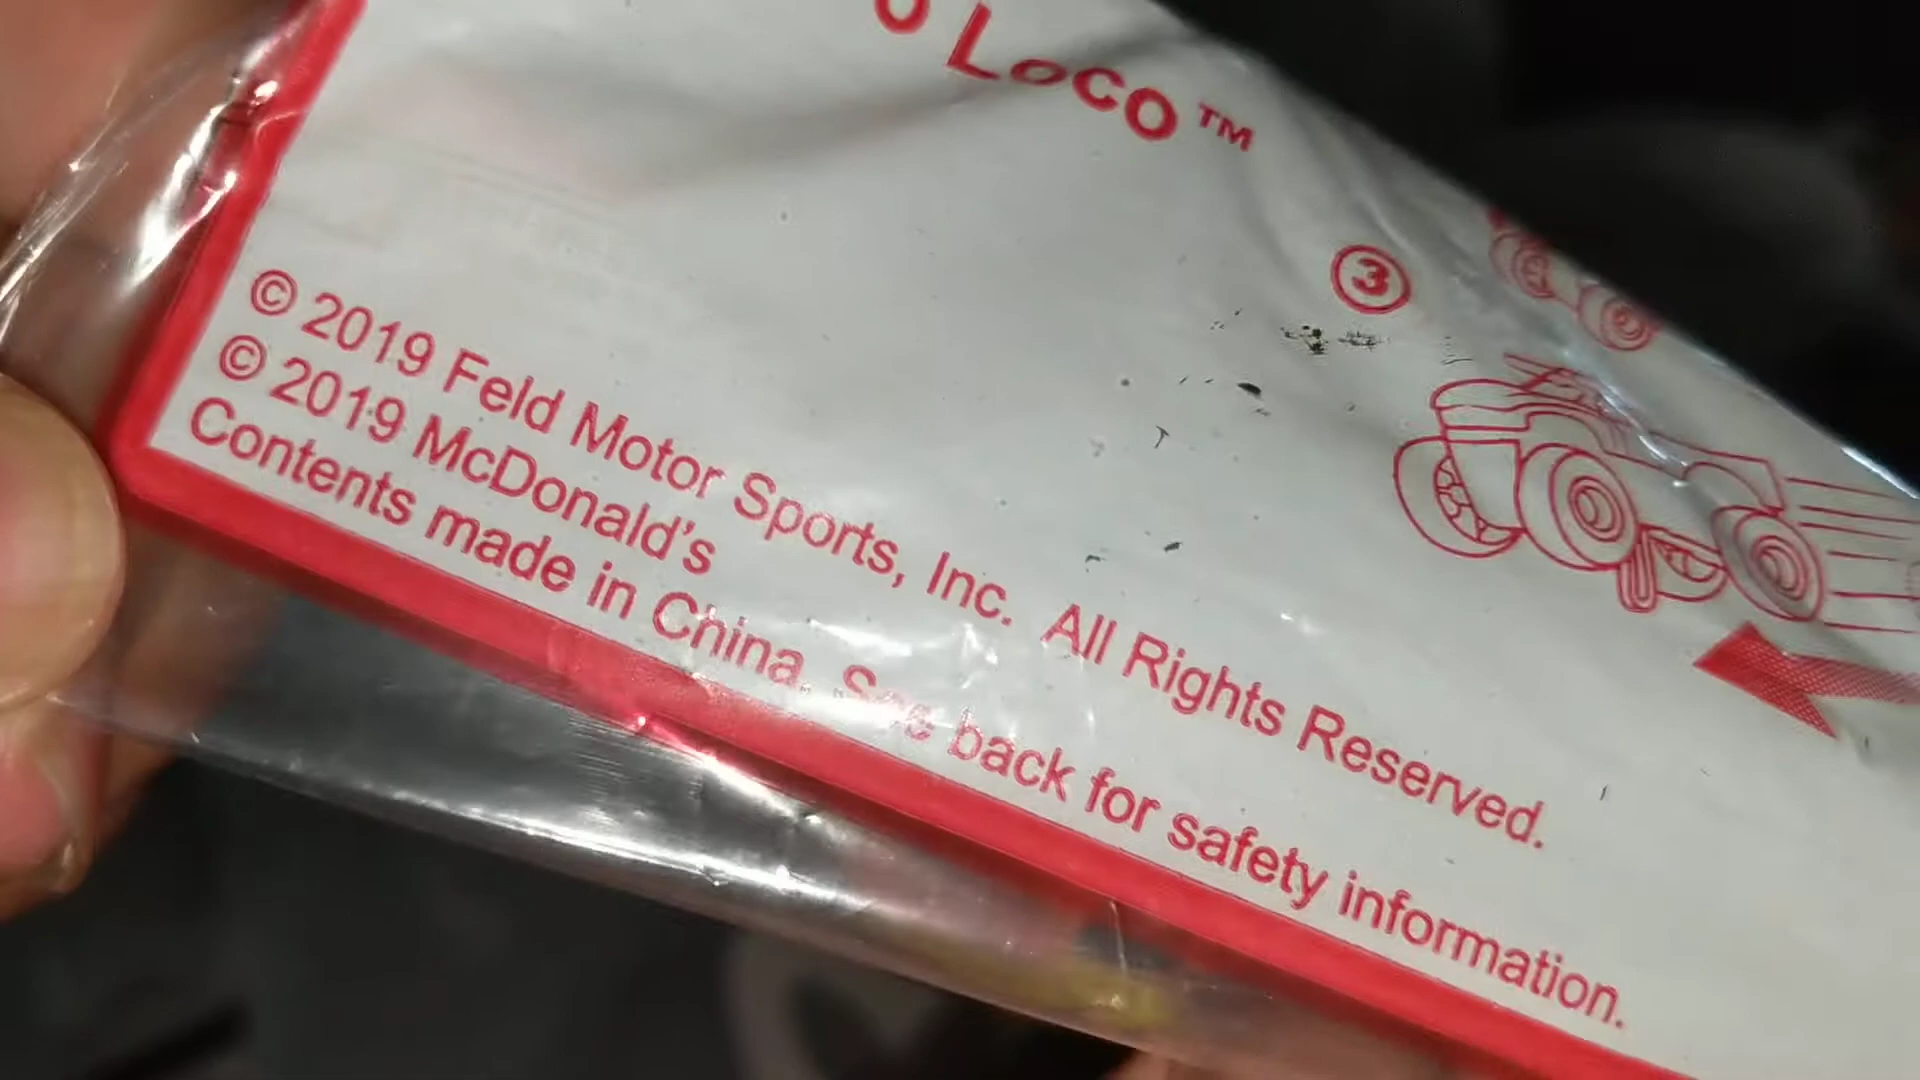 o Loco™
3
© 2019 Feld Motor Sports, Inc. All Rights Reserved.
© 2019 McDonald's
Contents made in China. See back for safety information.